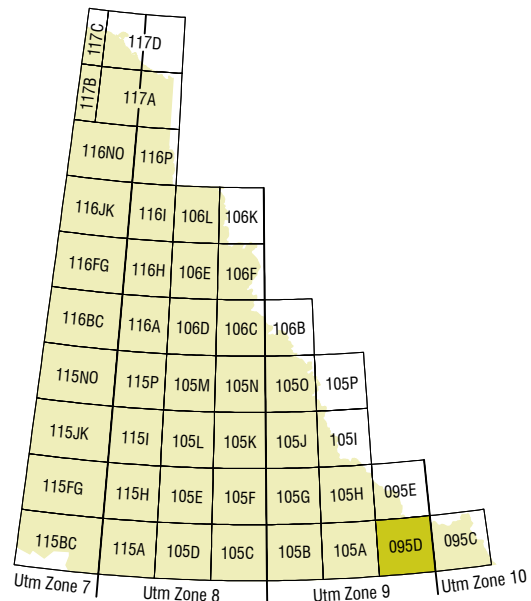 117C 117D
117B 117A
116NO 116P
116JK 116I 106L 106K
116FG 116H 106E 106F
116BC 116A 106D 106C 106B
115NO 115P 105M 105N 105O 105P
115JK 115I 105L 105K 105J 105I
115FG 115H 105E 105F 105G 105H 095E
115BC 115A 105D 105C 105B 105A 095D 095C
Utm Zone 7 Utm Zone 8 Utm Zone 9 Utm Zone 10